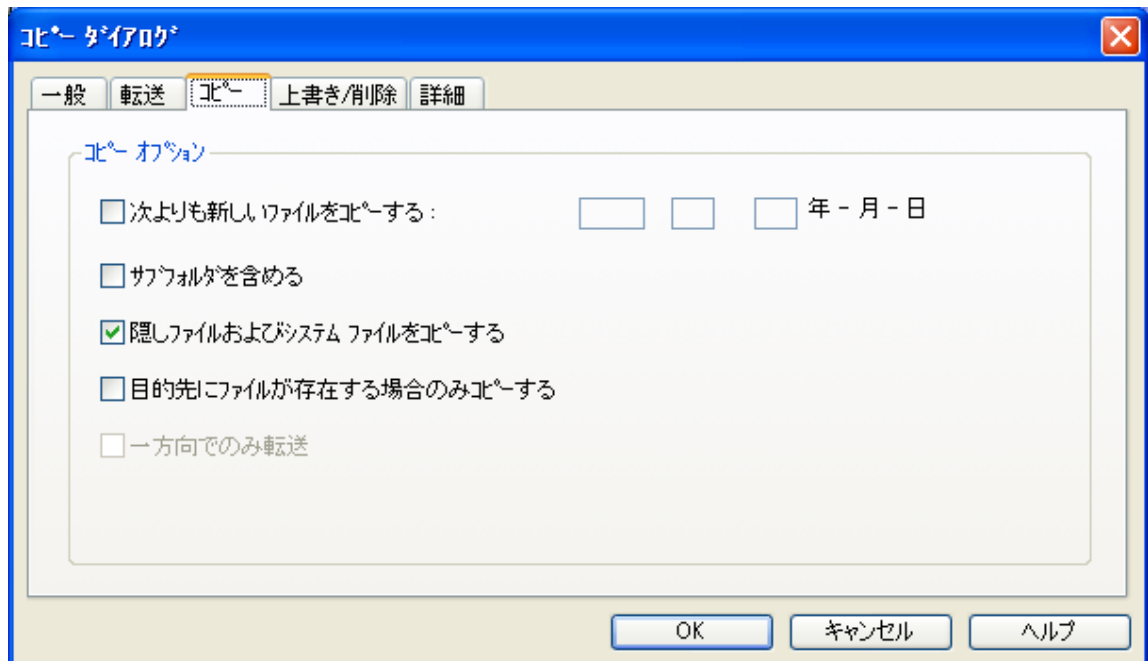 コピー ダイアログ
一般 転送 コピー 上書き/削除 詳細
コピー オプション
次よりも新しいファイルをコピーする: 年 - 月 - 日
サブフォルダを含める
隠しファイルおよびシステム ファイルをコピーする
目的先にファイルが存在する場合のみコピーする
一方向でのみ転送
OK キャンセル ヘルプ